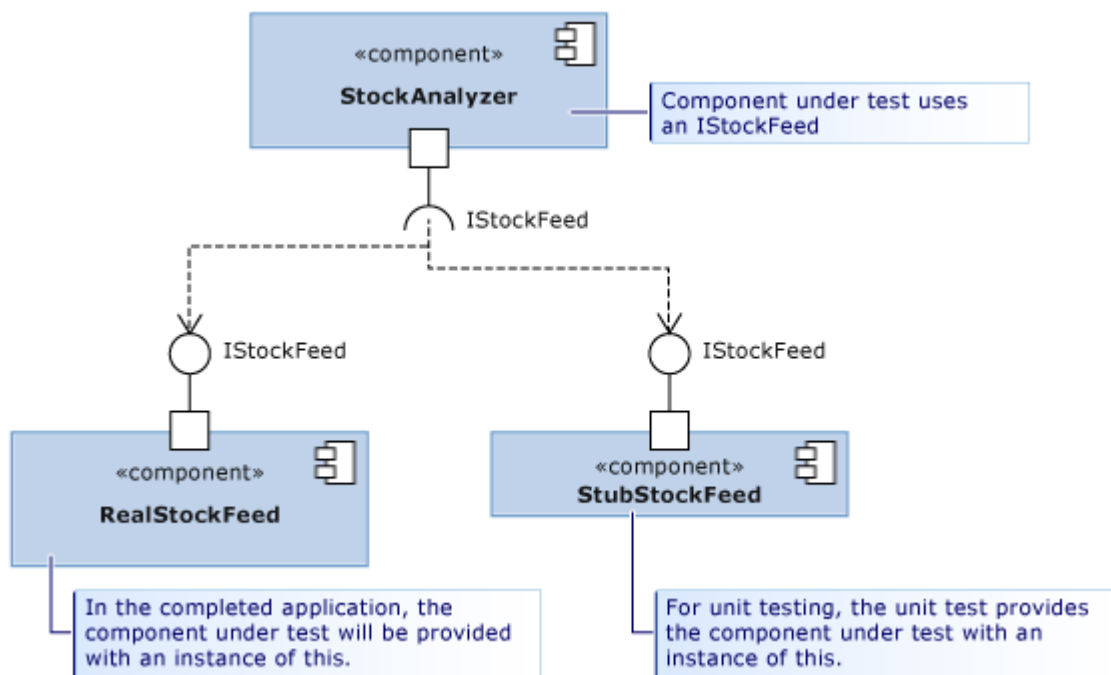 «component»
StockAnalyzer
Component under test uses
an IStockFeed
IStockFeed
IStockFeed
IStockFeed
«component»
RealStockFeed
«component»
StubStockFeed
In the completed application, the
component under test will be provided
with an instance of this.
For unit testing, the unit test provides
the component under test with an
instance of this.